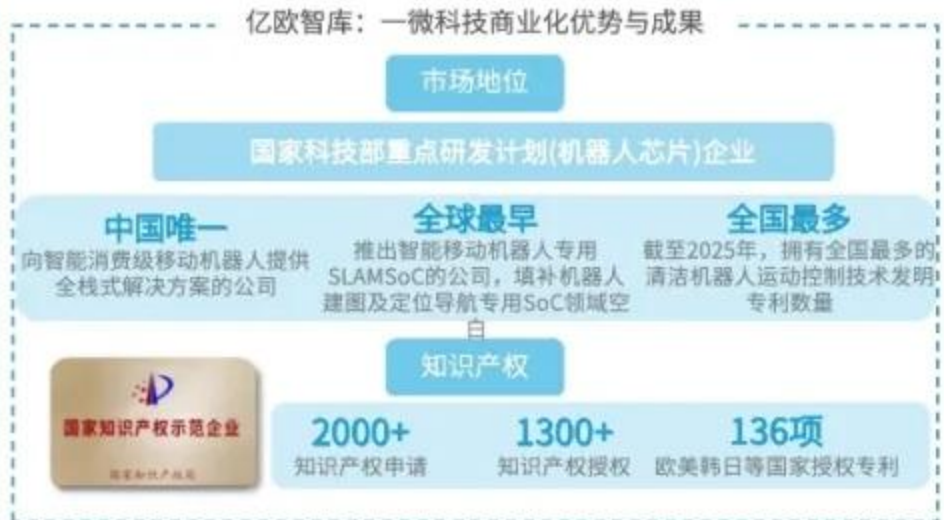 亿欧智库：一微科技商业化优势与成果
市场地位
国家科技部重点研发计划(机器人芯片)企业
中国唯一
向智能消费级移动机器人提供
全栈式解决方案的公司
全球最早
推出智能移动机器人专用
SLAMSoC的公司，填补机器人
建图及定位导航专用SoC领域空
白
全国最多
截至2025年，拥有全国最多的
清洁机器人运动控制技术发明
专利数量
知识产权
国家知识产权示范企业
国家知识产权局
2000+
知识产权申请
1300+
知识产权授权
136项
欧美韩日等国家授权专利